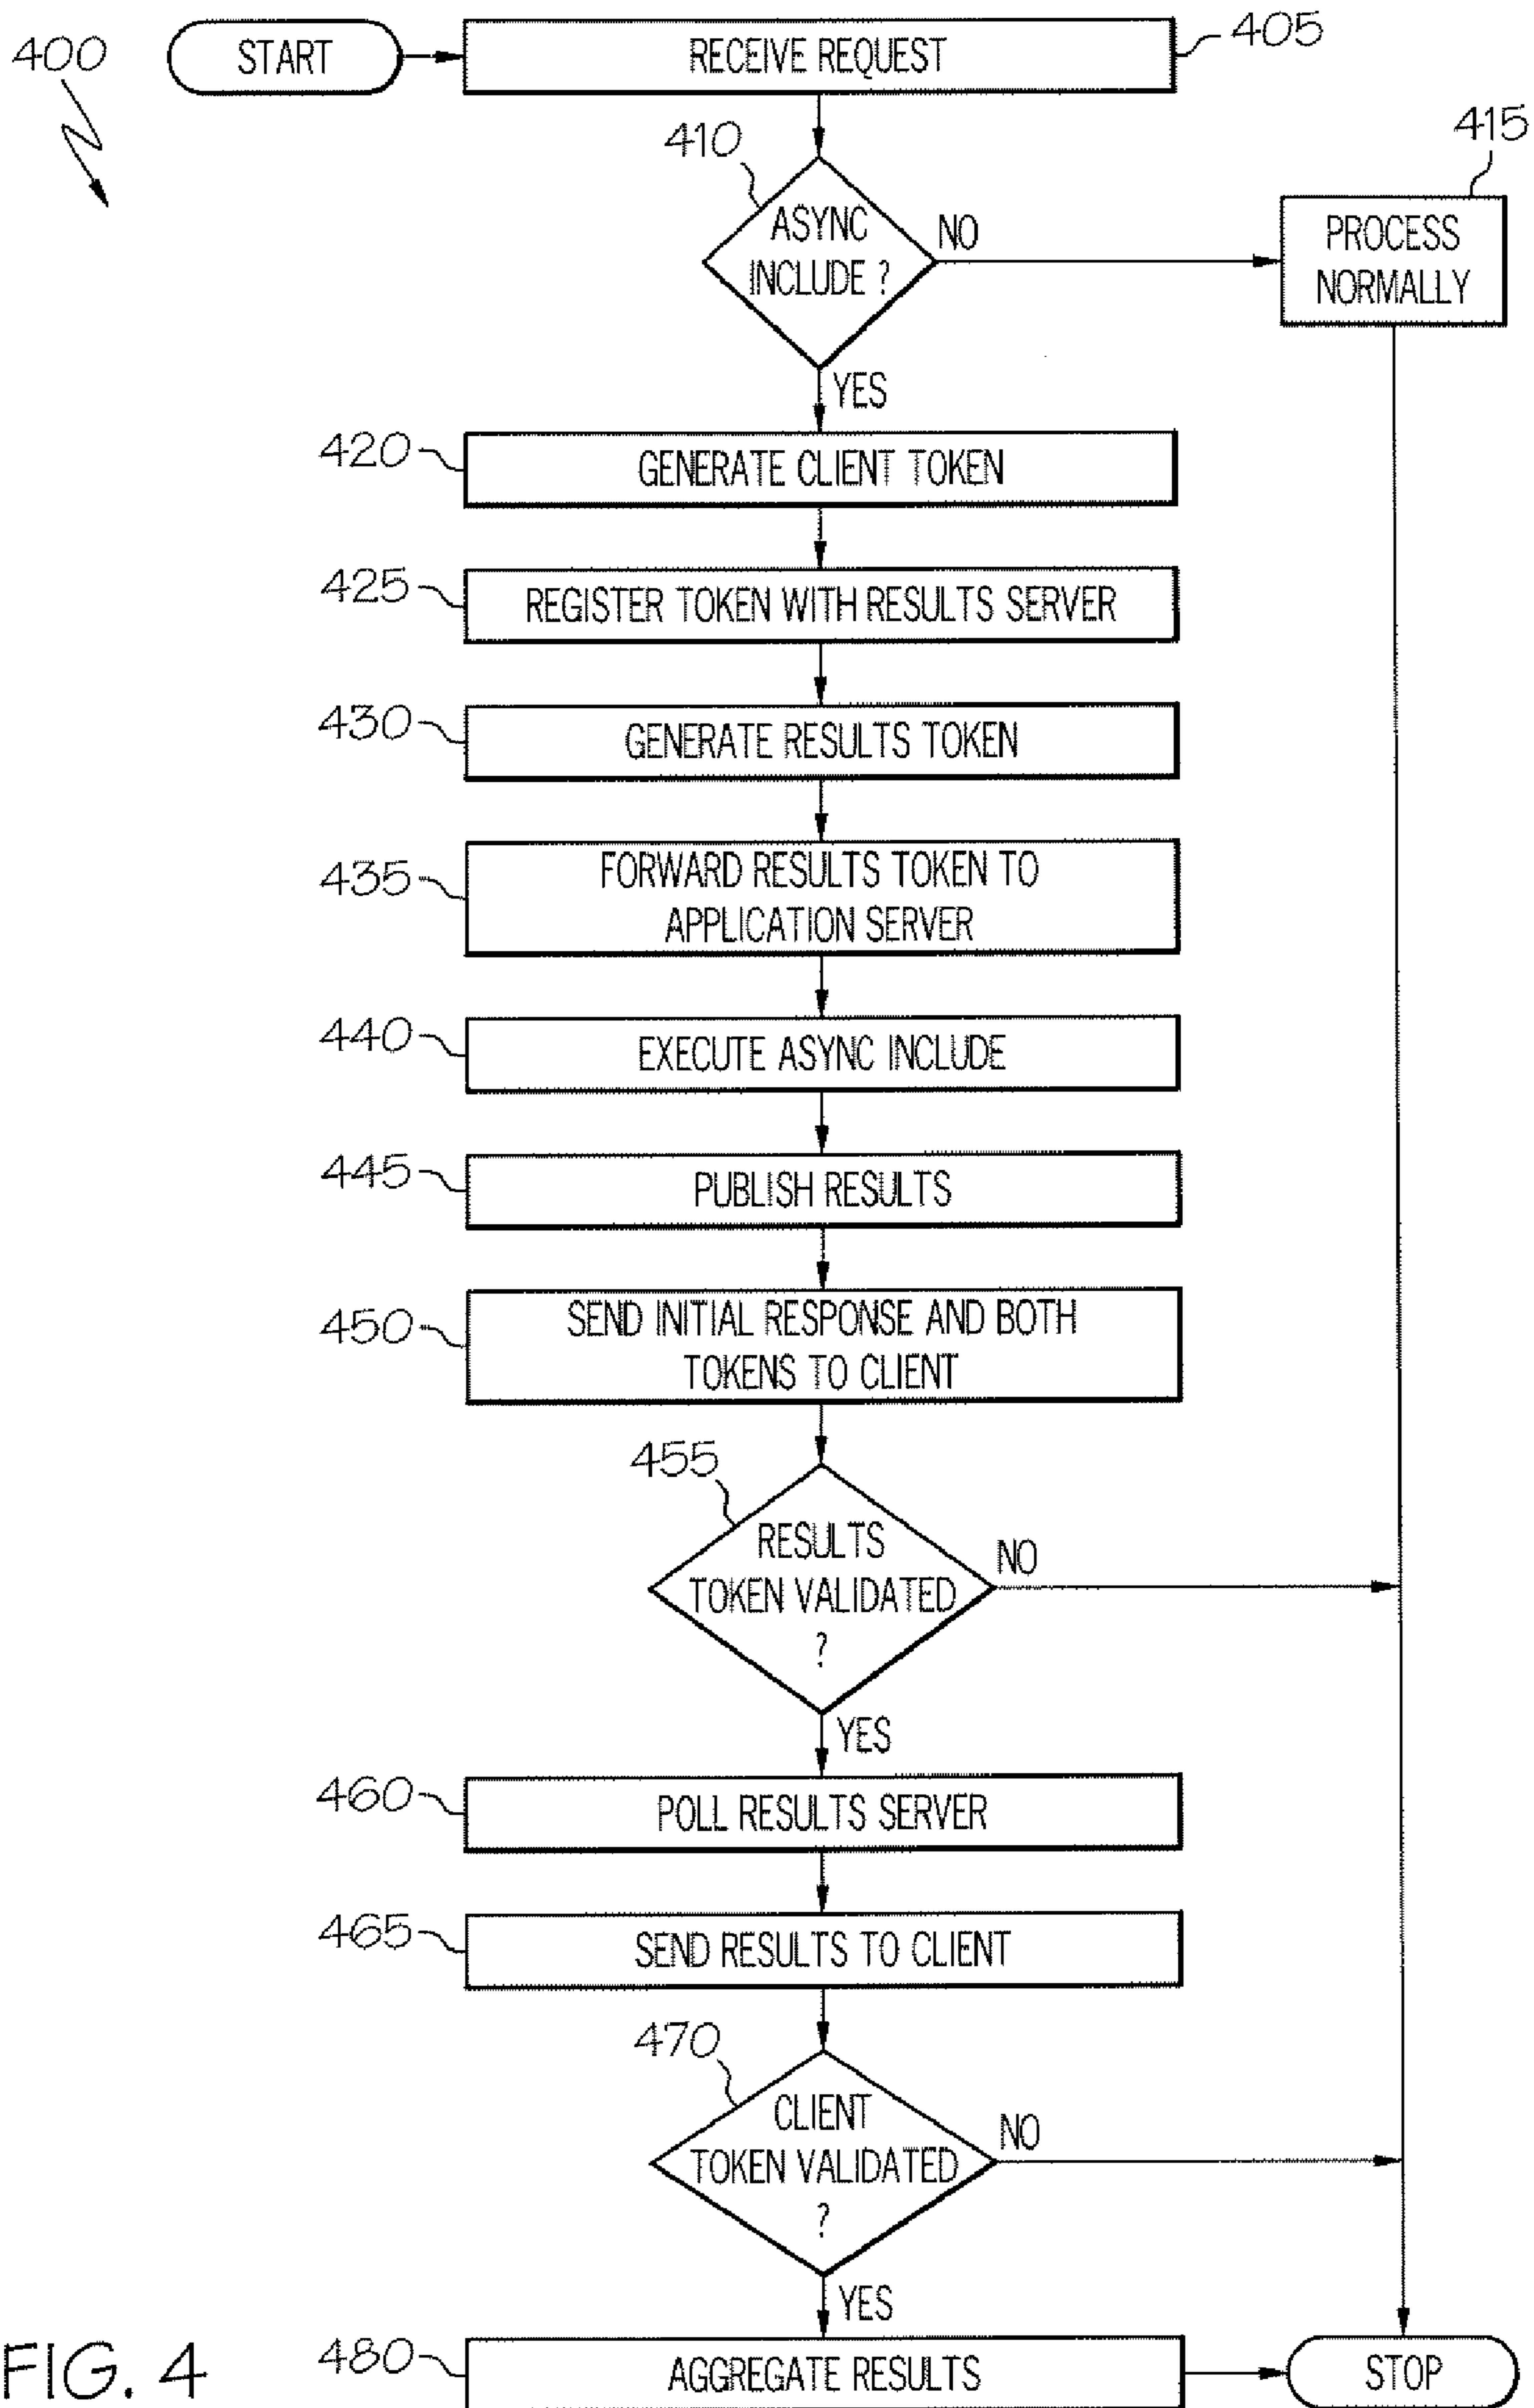 400
START
RECEIVE REQUEST
405
410
ASYNC
INCLUDE ?
NO
415
PROCESS
NORMALLY
YES
420
GENERATE CLIENT TOKEN
425
REGISTER TOKEN WITH RESULTS SERVER
430
GENERATE RESULTS TOKEN
435
FORWARD RESULTS TOKEN TO
APPLICATION SERVER
440
EXECUTE ASYNC INCLUDE
445
PUBLISH RESULTS
450
SEND INITIAL RESPONSE AND BOTH
TOKENS TO CLIENT
455
RESULTS
TOKEN VALIDATED
?
NO
YES
460
POLL RESULTS SERVER
465
SEND RESULTS TO CLIENT
470
CLIENT
TOKEN VALIDATED
?
NO
YES
480
AGGREGATE RESULTS
STOP
FIG. 4